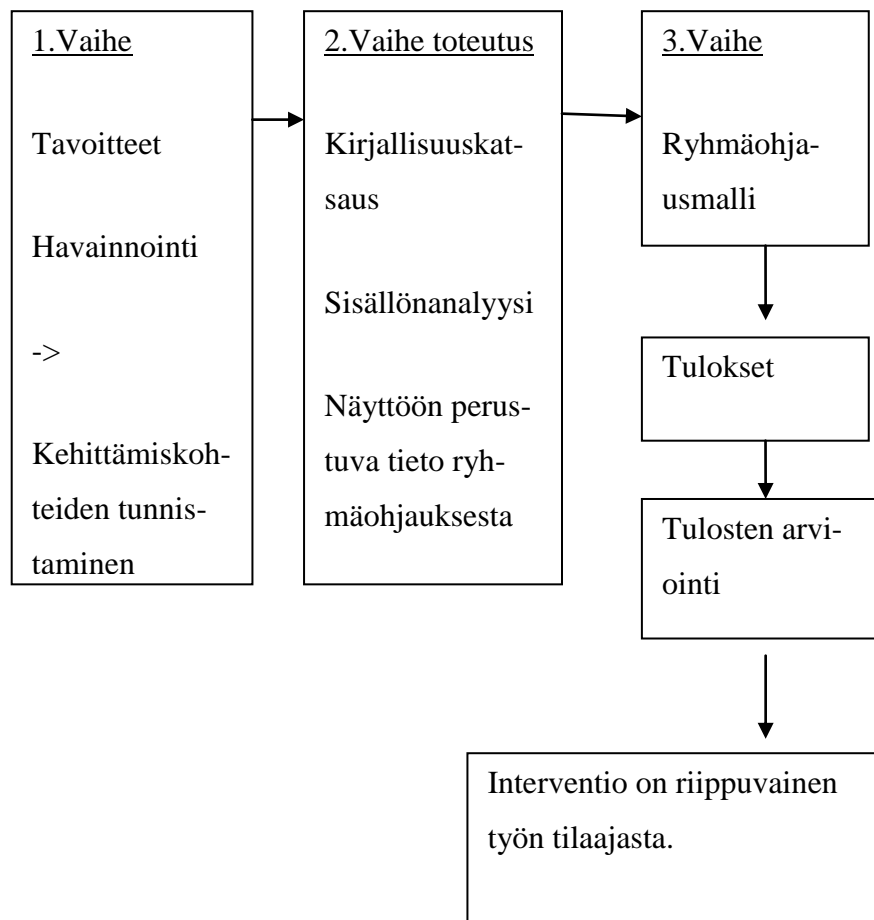 1.Vaihe
Tavoitteet
Havainnointi
->
Kehittämiskoh-
teiden tunnis-
taminen
2.Vaihe toteutus
Kirjallisuuskat-
saus
Sisällönanalyysi
Näyttöön perus-
tuva tieto ryh-
mäohjauksesta
3.Vaihe
Ryhmäohja-
usmalli
Tulokset
Tulosten arvi-
ointi
Interventio on riippuvainen
työn tilaajasta.